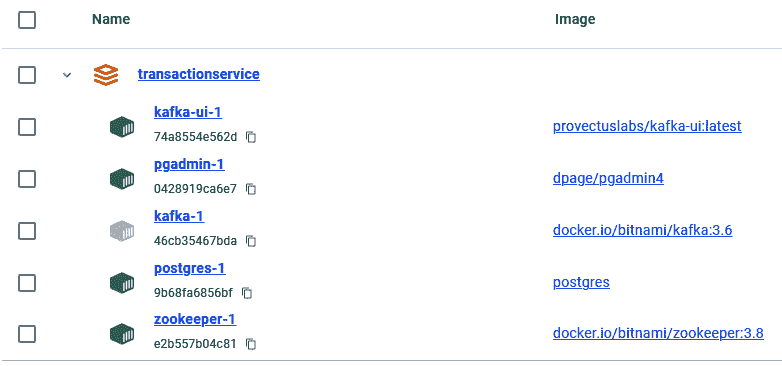 Name Image
transactionservice
kafka-ui-1
74a8554e562d
provectuslabs/kafka-ui:latest
pgadmin-1
0428919ca6e7
dpage/pgadmin4
kafka-1
46cb35467bda
docker.io/bitnami/kafka:3.6
postgres-1
9b68fa6856bf
postgres
zookeeper-1
e2b557b04c81
docker.io/bitnami/zookeeper:3.8